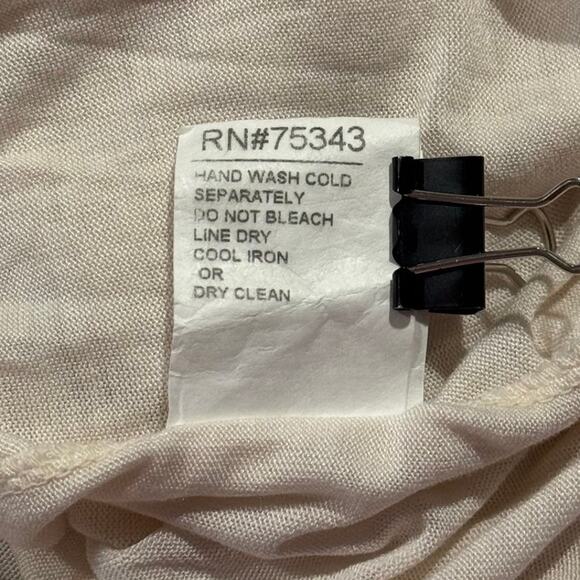 RN#75343
HAND WASH COLD
SEPARATELY
DO NOT BLEACH
LINE DRY
COOL IRON
OR
DRY CLEAN